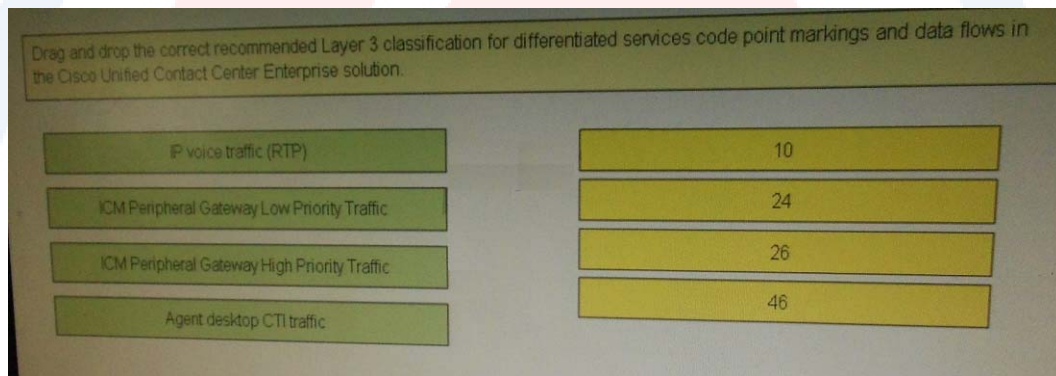 Drag and drop the correct recommended Layer 3 classification for differentiated services code point markings and data flows in
the Cisco Unified Contact Center Enterprise solution.
IP voice traffic (RTP)
ICM Peripheral Gateway Low Priority Traffic
ICM Peripheral Gateway High Priority Traffic
Agent desktop CTI traffic
10
24
26
46